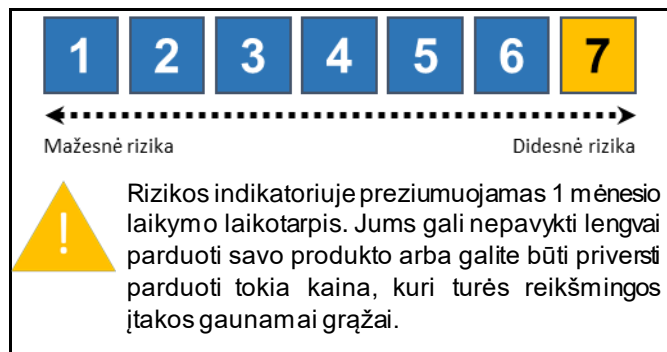 1 2 3 4 5 6 7
Mažesnė rizika Didesnė rizika
!
Rizikos indikatoriuje preziumuojamas 1 mėnesio
laikymo laikotarpis. Jums gali nepavykti lengvai
parduoti savo produkto arba galite būti priversti
parduoti tokia kaina, kuri turės reikšmingos
įtakos gaunamai grąžai.